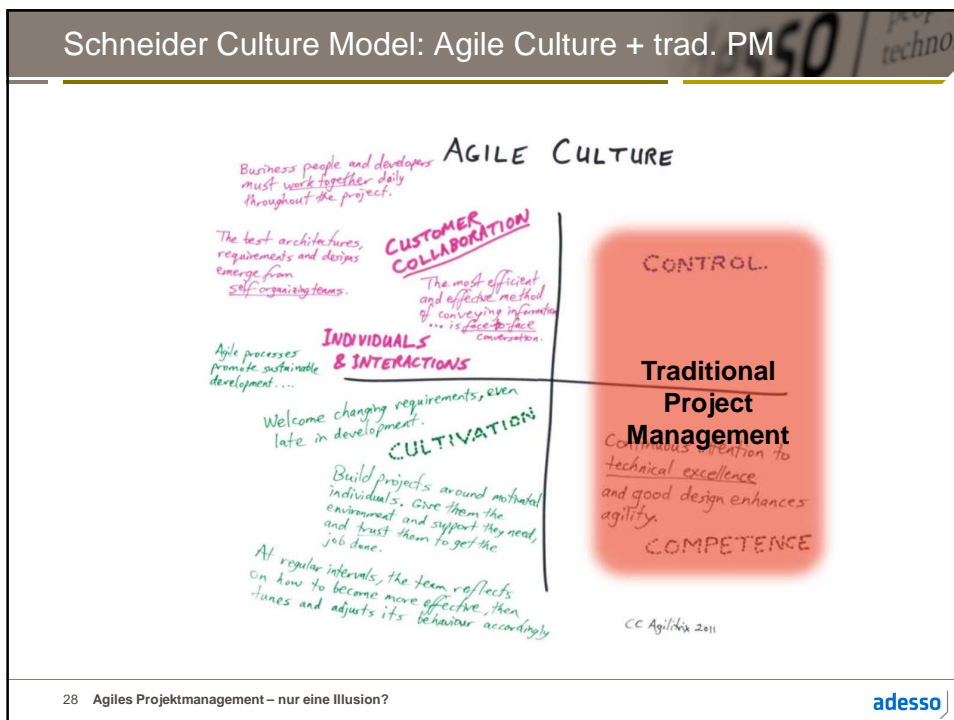 Schneider Culture Model: Agile Culture + trad. PM
adesso
technol
AGILE CULTURE
Business people and developers
must work together daily
throughout the project.
The test architectures,
requirements and designs
emerge from
self-organizing teams.
CUSTOMER
COLLABORATION
The most efficient
and effective method
of conveying information
... is face-to-face
conversation.
INDIVIDUALS
& INTERACTIONS
Agile processes
promote sustainable
development....
Welcome changing requirements, even
late in development.
CULTIVATION
Build projects around motivated
individuals. Give them the
environment and support they need,
and trust them to get the
job done.
At regular intervals, the team reflects
on how to become more effective, then
tunes and adjusts its behaviour accordingly
CONTROL.
Traditional
Project
Management
Continuous attention to
technical excellence
and good design enhances
agility.
COMPETENCE
CC Agilitrix 2011
28 Agiles Projektmanagement – nur eine Illusion?
adesso